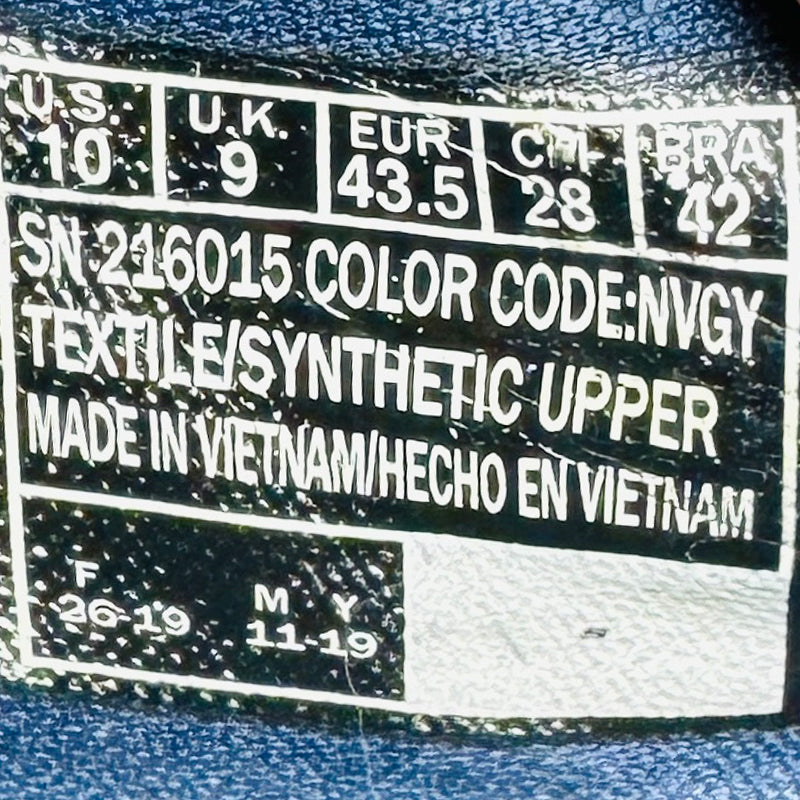 U.S. U.K. EUR CHI BRA
10 9 43.5 28 42
SN 216015 COLOR CODE:NVGY
TEXTILE/SYNTHETIC UPPER
MADE IN VIETNAM/HECHO EN VIETNAM
F M Y
26-19 11-19